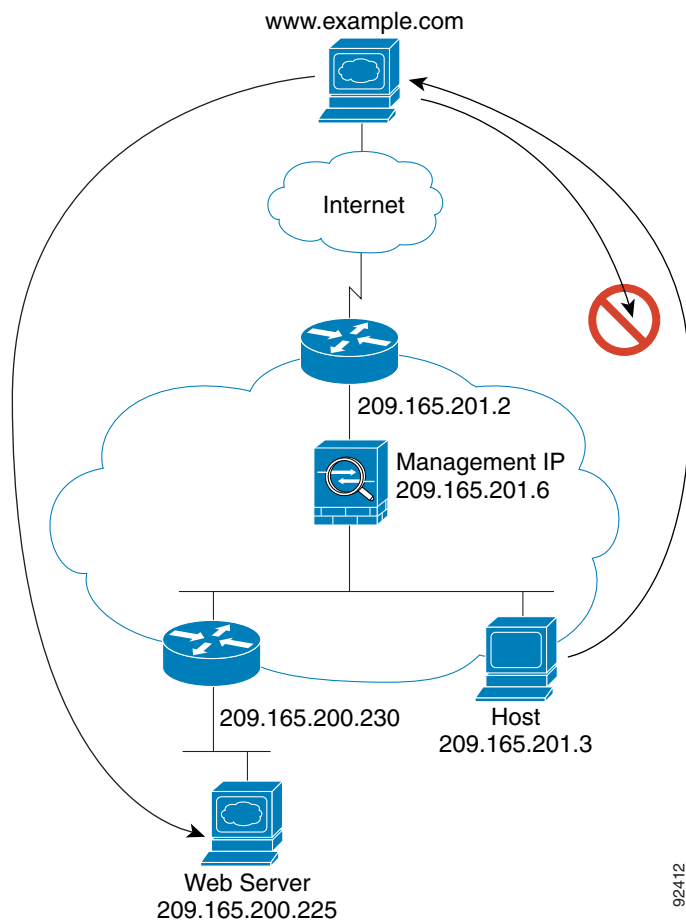 www.example.com
Internet
209.165.201.2
Management IP
209.165.201.6
209.165.200.230
Host
209.165.201.3
Web Server
209.165.200.225
92412